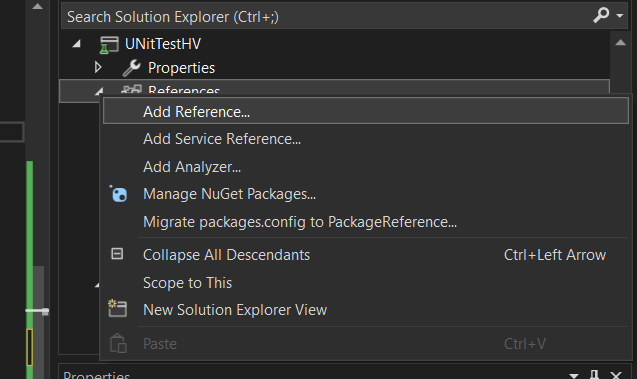 Search Solution Explorer (Ctrl+;)
UNitTestHV
Properties
References
Add Reference...
Add Service Reference...
Add Analyzer...
Manage NuGet Packages...
Migrate packages.config to PackageReference...
Collapse All Descendants Ctrl+Left Arrow
Scope to This
New Solution Explorer View
Paste Ctrl+V
Properties